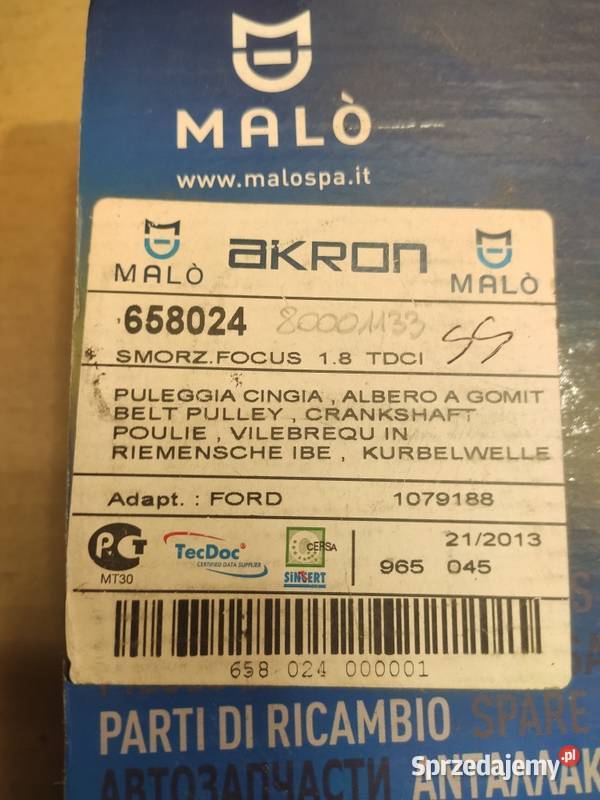 MALÒ
www.malospa.it
MALÒ akron MALÒ
658024 80001133
SMORZ.FOCUS 1.8 TDCI
PULEGGIA CINGIA , ALBERO A GOMIT
BELT PULLEY , CRANKSHAFT
POULIE , VILEBREQU IN
RIEMENSCHE IBE , KURBELWELLE
Adapt. : FORD 1079188
PCT
MT30
TecDoc®
CERTIFIED DATA SUPPLIER
CERSA
SINCERT
21/2013
965 045
658 024 000001
PARTI DI RICAMBIO SPARE
АВТОЗАПЧАСТИ ΑΝΤΑΛΛΑΚ
Sprzedajemy.pl